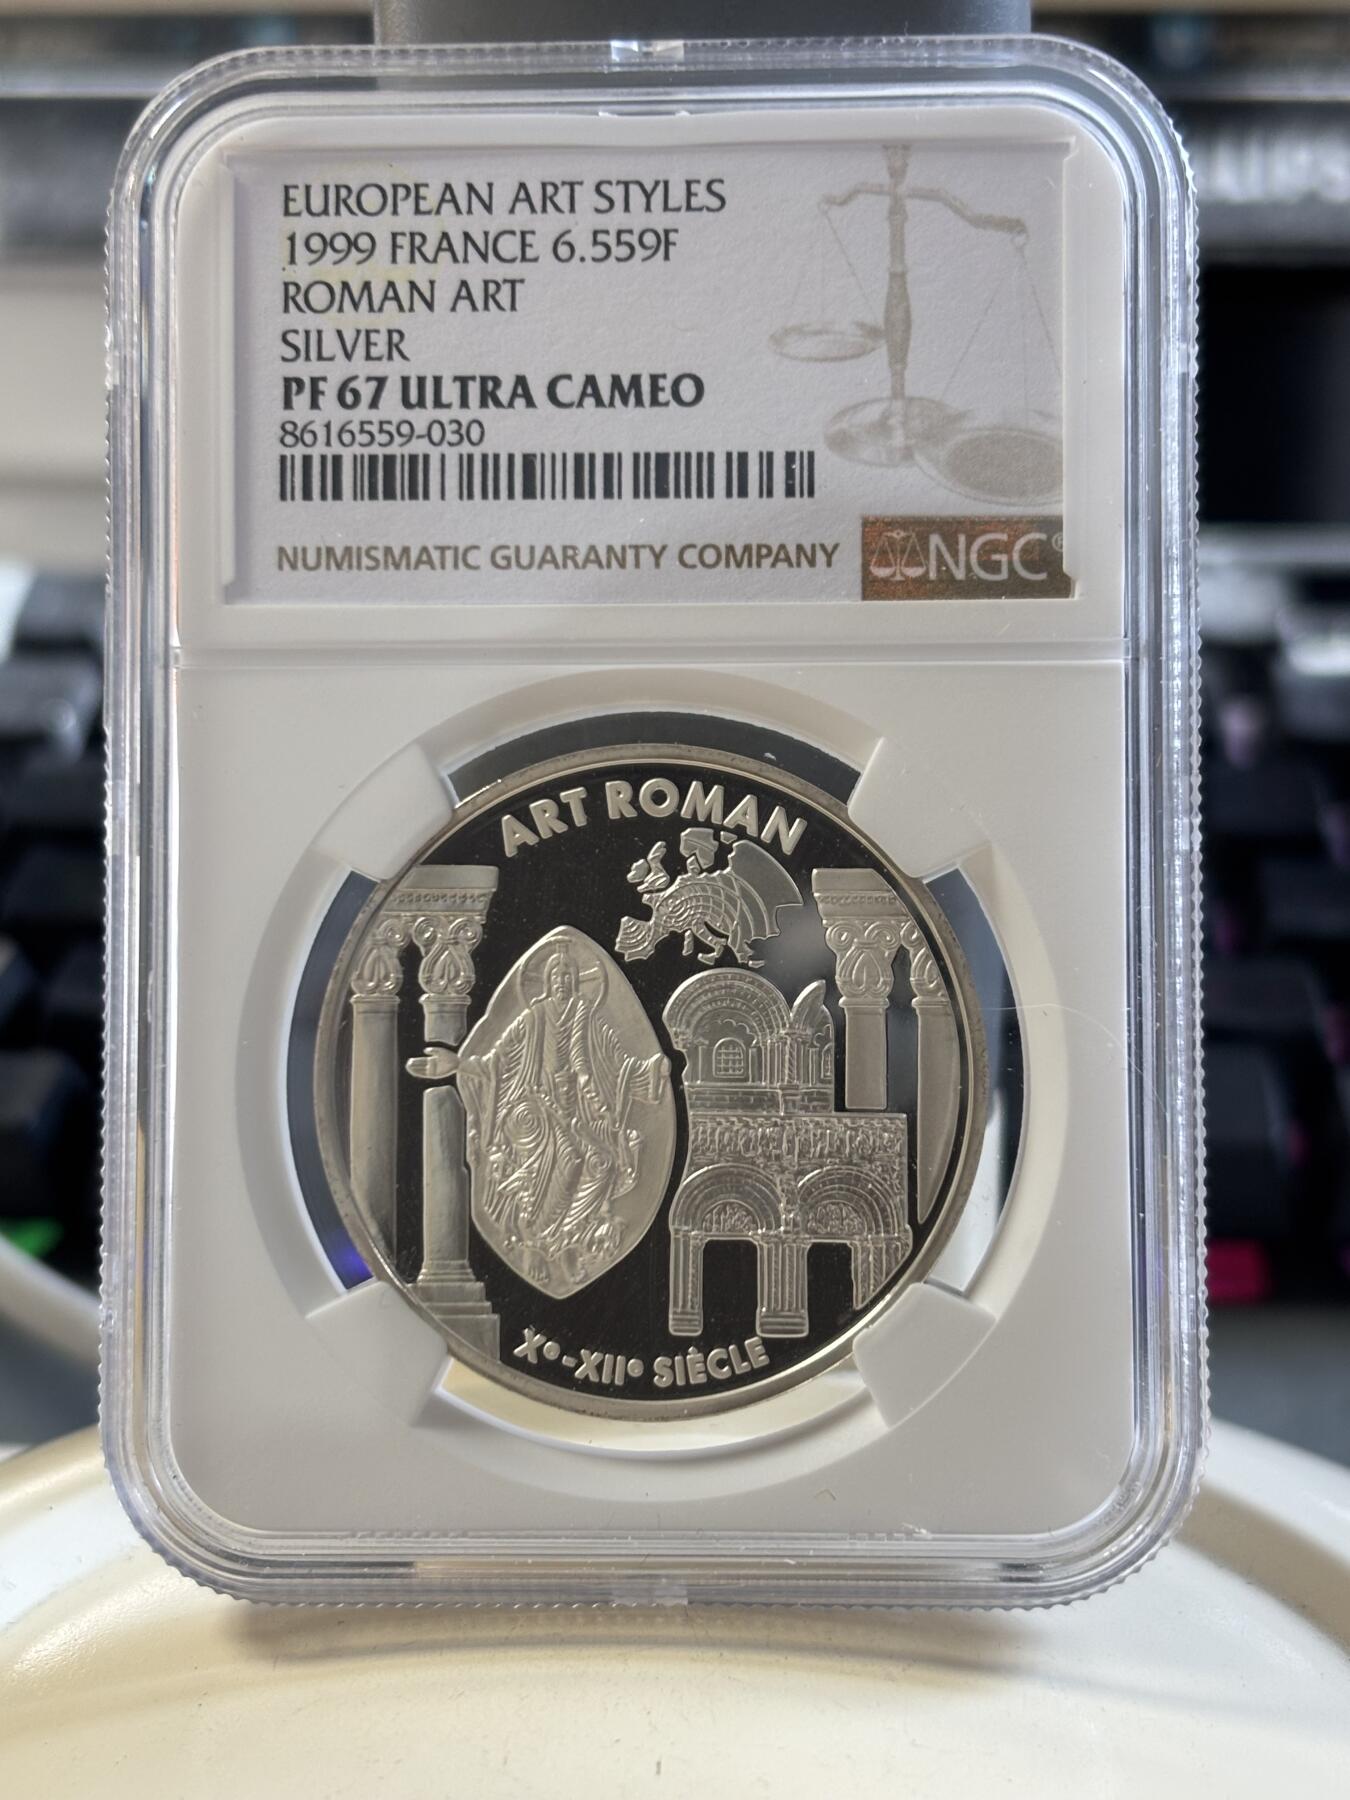 EUROPEAN ART STYLES
1999 FRANCE 6.559F
ROMAN ART
SILVER
PF 67 ULTRA CAMEO
8616559-030
NUMISMATIC GUARANTY COMPANY
NGC®
ART ROMAN
Xe-XIIe SIÈCLE